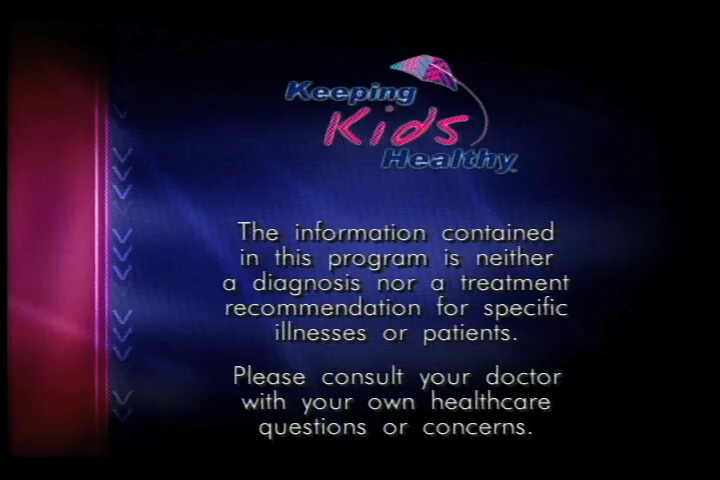 Keeping
Kids
Healthy
The information contained
in this program is neither
a diagnosis nor a treatment
recommendation for specific
illnesses or patients.
Please consult your doctor
with your own healthcare
questions or concerns.